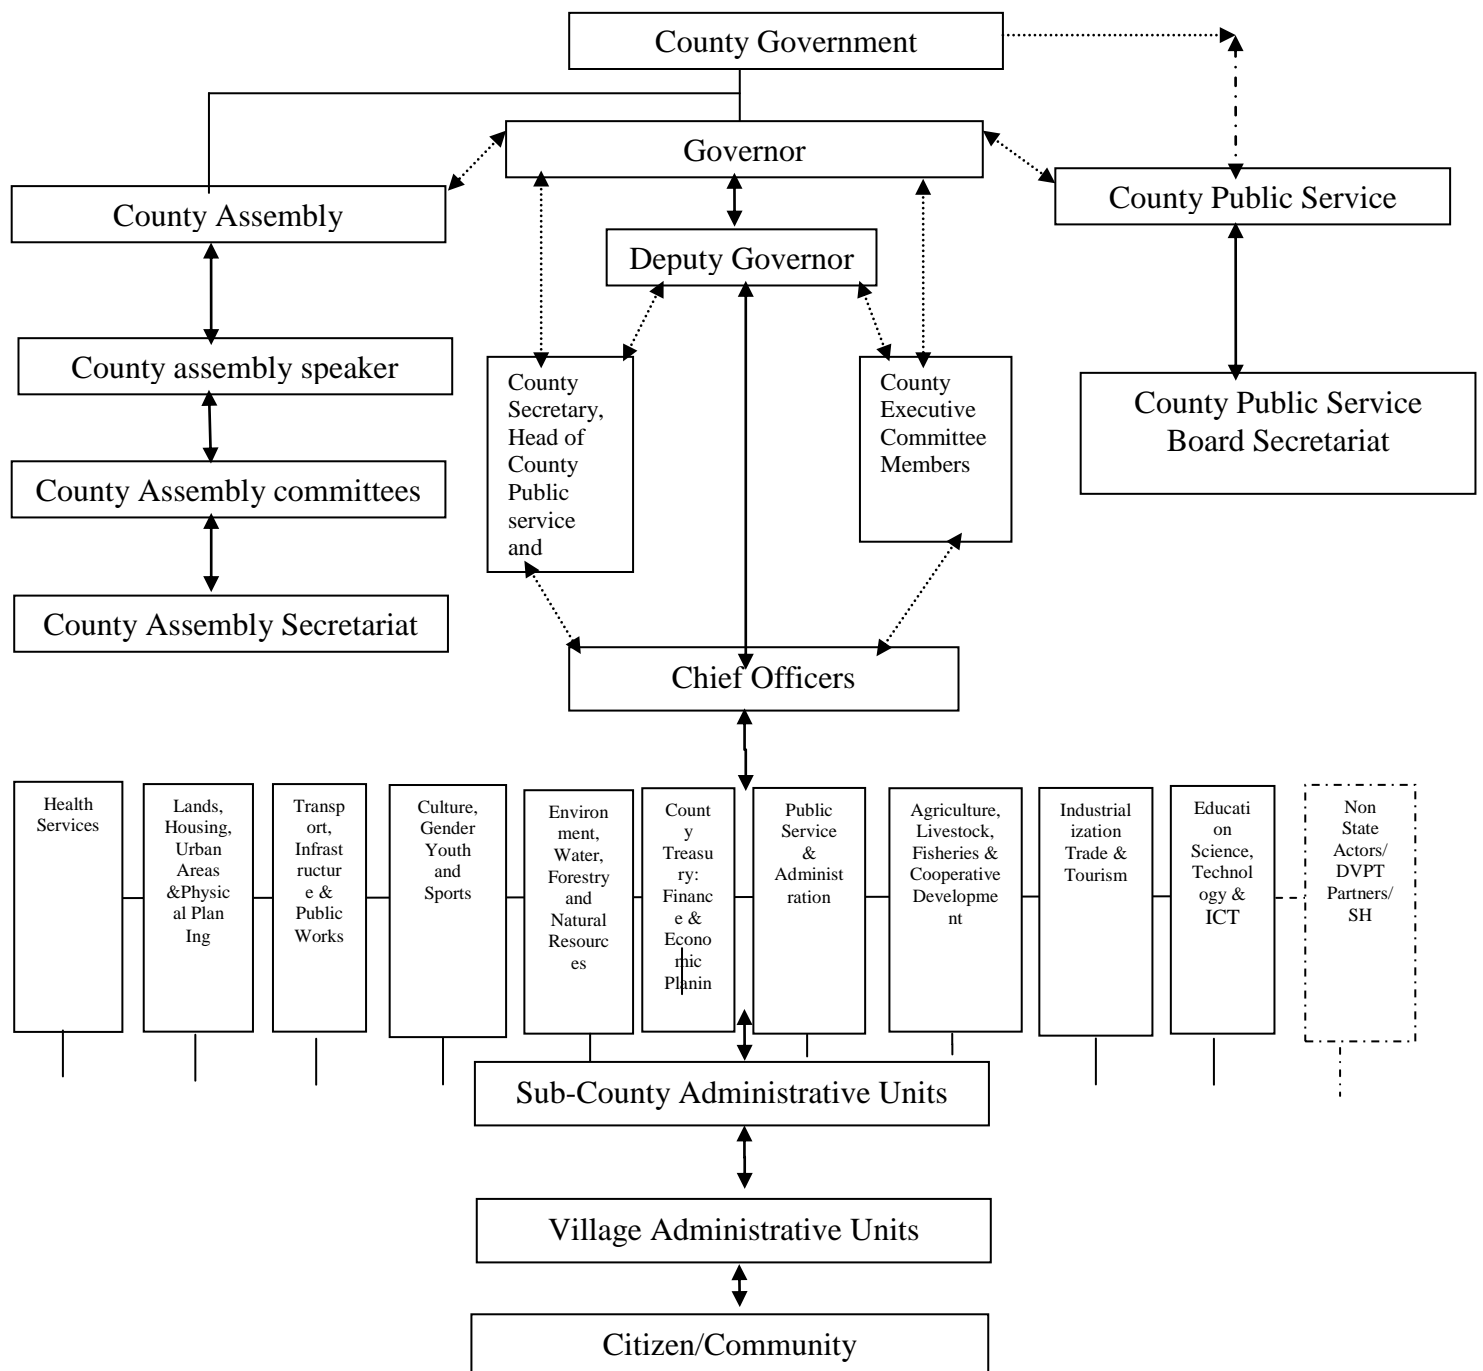 County Government
Governor
County Assembly
County Public Service
Deputy Governor
County assembly speaker
County
Secretary,
Head of
County
Public
service
and
County
Executive
Committee
Members
County Public Service
Board Secretariat
County Assembly committees
County Assembly Secretariat
Chief Officers
Health
Services
Lands,
Housing,
Urban
Areas
&Physic
al Plan
Ing
Transp
ort,
Infrast
ructur
e &
Public
Works
Culture,
Gender
Youth
and
Sports
Environ
ment,
Water,
Forestry
and
Natural
Resourc
es
Count
y
Treasu
ry:
Financ
e &
Econo
mic
Planin
Public
Service
&
Administ
ration
Agriculture,
Livestock,
Fisheries &
Cooperative
Developme
nt
Industrial
ization
Trade &
Tourism
Educati
on
Science,
Technol
ogy &
ICT
Non
State
Actors/
DVPT
Partners/
SH
Sub-County Administrative Units
Village Administrative Units
Citizen/Community